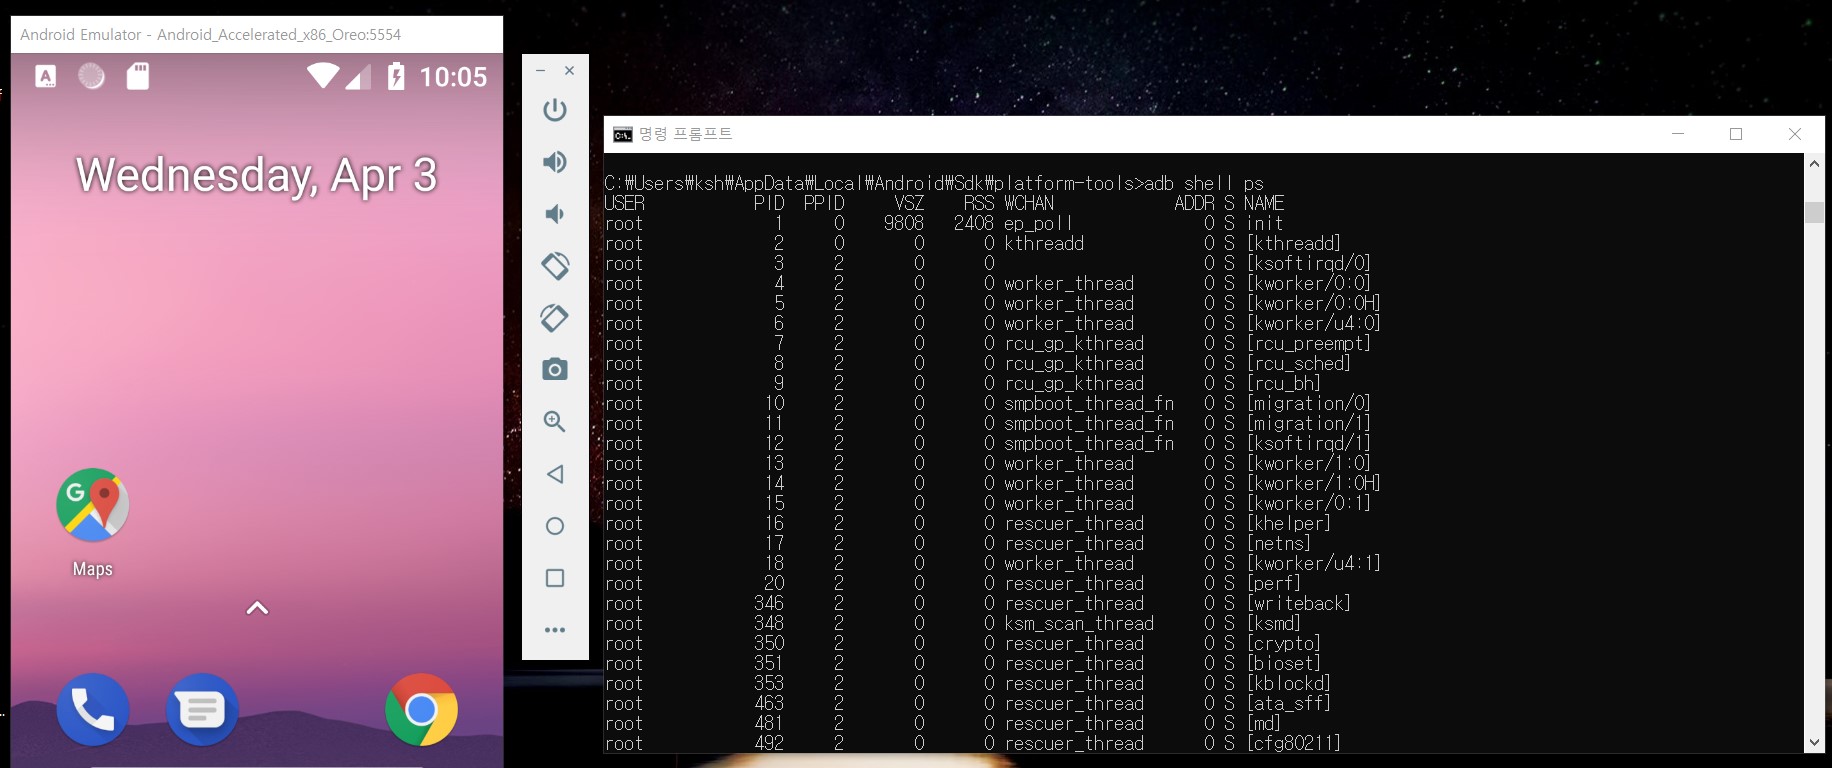 Android Emulator - Android_Accelerated_x86_Oreo:5554
10:05
Wednesday, Apr 3
Maps
명령 프롬프트
C:₩Users₩ksh₩AppData₩Local₩Android₩Sdk₩platform-tools>adb shell ps
USER PID PPID VSZ RSS WCHAN ADDR S NAME
root 1 0 9808 2408 ep_poll 0 S init
root 2 0 0 0 kthreadd 0 S [kthreadd]
root 3 2 0 0 0 S [ksoftirqd/0]
root 4 2 0 0 worker_thread 0 S [kworker/0:0]
root 5 2 0 0 worker_thread 0 S [kworker/0:0H]
root 6 2 0 0 worker_thread 0 S [kworker/u4:0]
root 7 2 0 0 rcu_gp_kthread 0 S [rcu_preempt]
root 8 2 0 0 rcu_gp_kthread 0 S [rcu_sched]
root 9 2 0 0 rcu_gp_kthread 0 S [rcu_bh]
root 10 2 0 0 smpboot_thread_fn 0 S [migration/0]
root 11 2 0 0 smpboot_thread_fn 0 S [migration/1]
root 12 2 0 0 smpboot_thread_fn 0 S [ksoftirqd/1]
root 13 2 0 0 worker_thread 0 S [kworker/1:0]
root 14 2 0 0 worker_thread 0 S [kworker/1:0H]
root 15 2 0 0 worker_thread 0 S [kworker/0:1]
root 16 2 0 0 rescuer_thread 0 S [khelper]
root 17 2 0 0 rescuer_thread 0 S [netns]
root 18 2 0 0 worker_thread 0 S [kworker/u4:1]
root 20 2 0 0 rescuer_thread 0 S [perf]
root 346 2 0 0 rescuer_thread 0 S [writeback]
root 348 2 0 0 ksm_scan_thread 0 S [ksmd]
root 350 2 0 0 rescuer_thread 0 S [crypto]
root 351 2 0 0 rescuer_thread 0 S [bioset]
root 353 2 0 0 rescuer_thread 0 S [kblockd]
root 463 2 0 0 rescuer_thread 0 S [ata_sff]
root 481 2 0 0 rescuer_thread 0 S [md]
root 492 2 0 0 rescuer_thread 0 S [cfg80211]